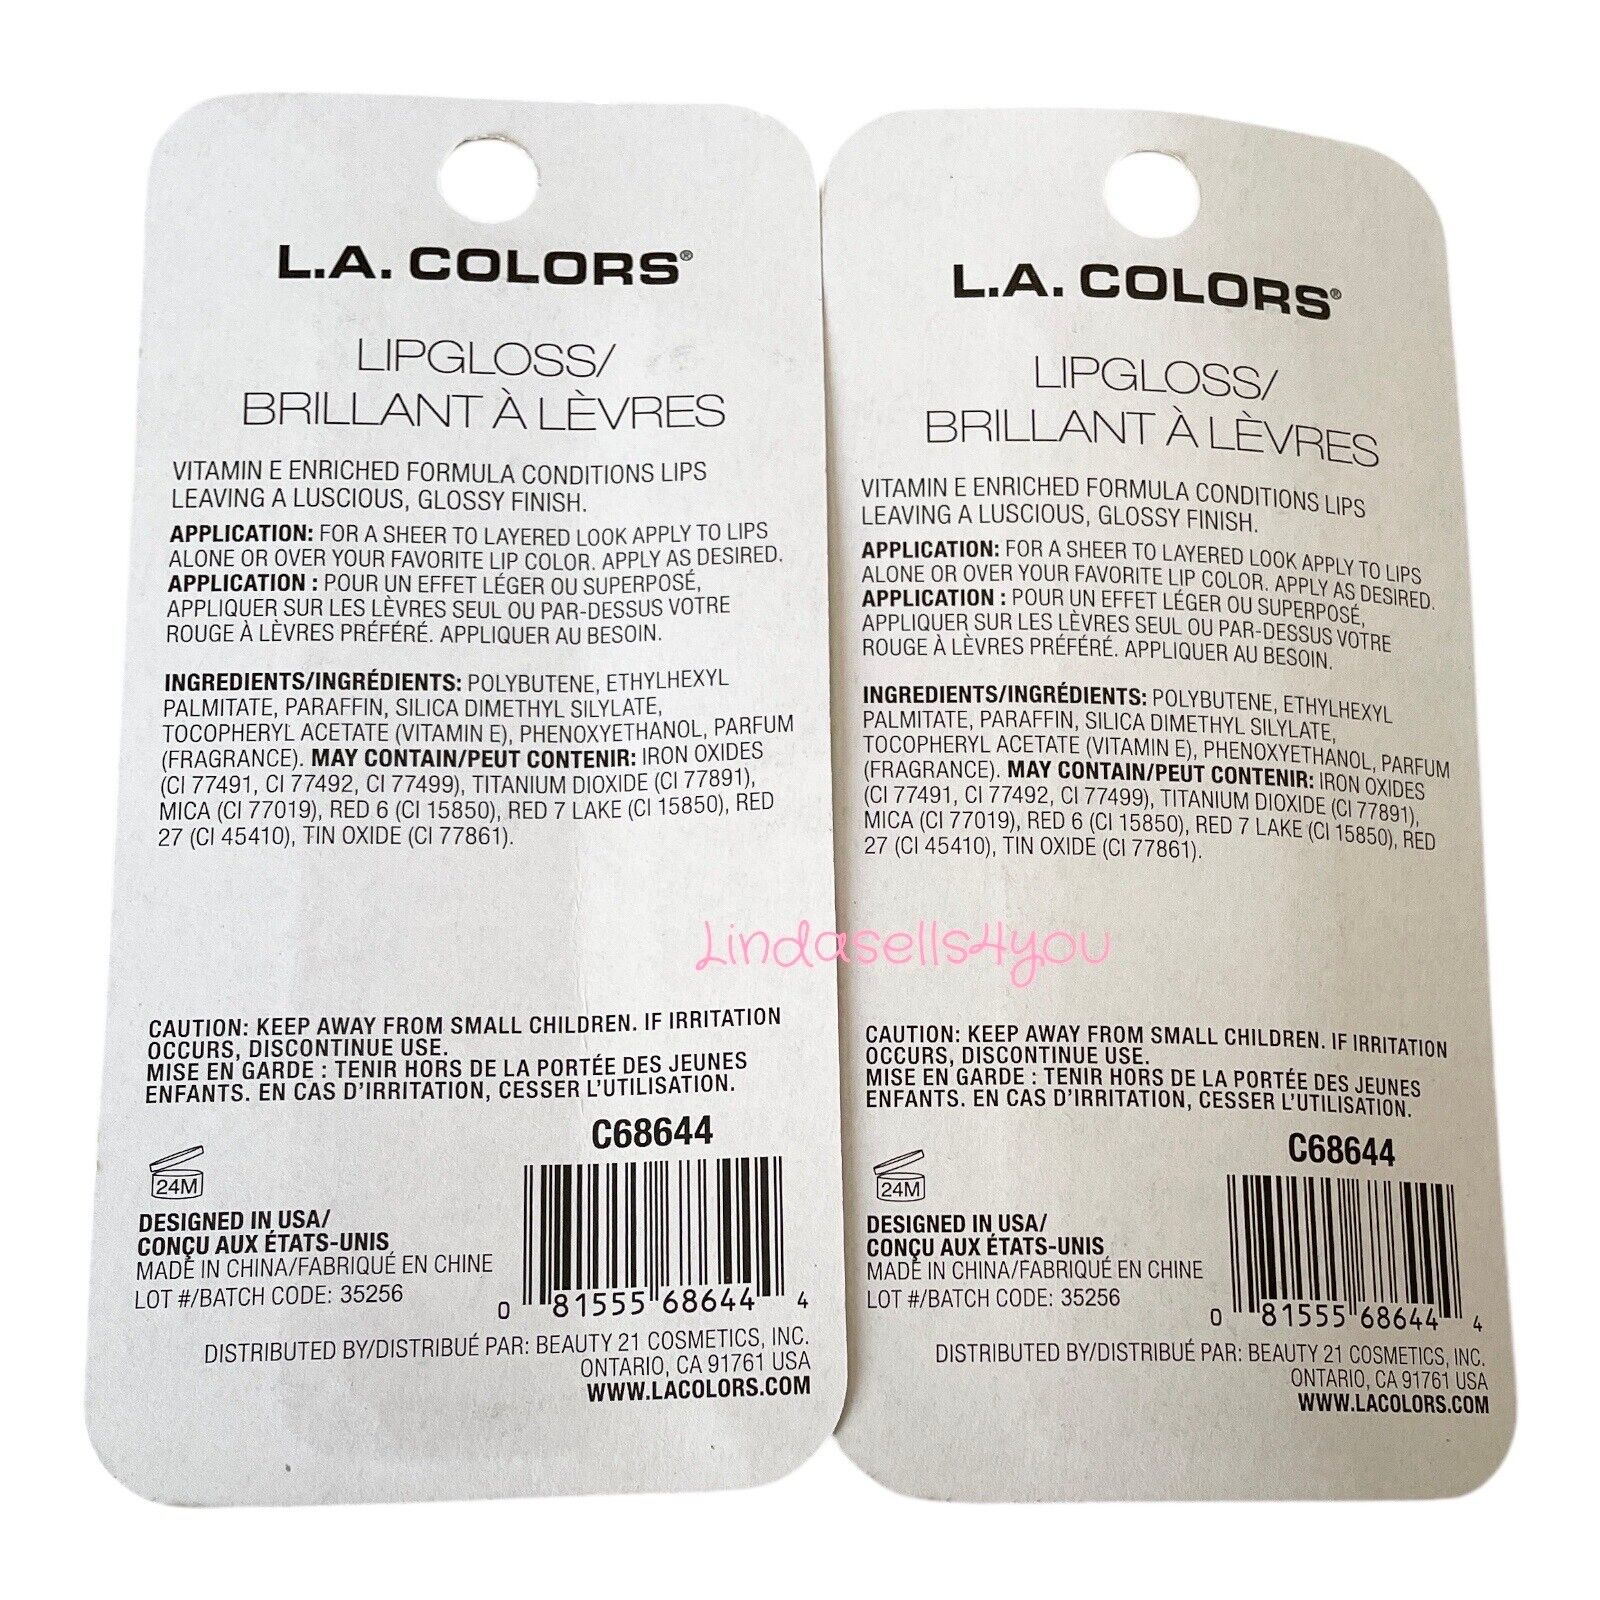 L.A. COLORS®
LIPGLOSS/
BRILLANT À LÈVRES
VITAMIN E ENRICHED FORMULA CONDITIONS LIPS
LEAVING A LUSCIOUS, GLOSSY FINISH.
APPLICATION: FOR A SHEER TO LAYERED LOOK APPLY TO LIPS
ALONE OR OVER YOUR FAVORITE LIP COLOR. APPLY AS DESIRED.
APPLICATION : POUR UN EFFET LÉGER OU SUPERPOSÉ,
APPLIQUER SUR LES LÈVRES SEUL OU PAR-DESSUS VOTRE
ROUGE À LÈVRES PRÉFÉRÉ. APPLIQUER AU BESOIN.
INGREDIENTS/INGRÉDIENTS: POLYBUTENE, ETHYLHEXYL
PALMITATE, PARAFFIN, SILICA DIMETHYL SILYLATE,
TOCOPHERYL ACETATE (VITAMIN E), PHENOXYETHANOL, PARFUM
(FRAGRANCE). MAY CONTAIN/PEUT CONTENIR: IRON OXIDES
(CI 77491, CI 77492, CI 77499), TITANIUM DIOXIDE (CI 77891),
MICA (CI 77019), RED 6 (CI 15850), RED 7 LAKE (CI 15850), RED
27 (CI 45410), TIN OXIDE (CI 77861).
CAUTION: KEEP AWAY FROM SMALL CHILDREN. IF IRRITATION
OCCURS, DISCONTINUE USE.
MISE EN GARDE : TENIR HORS DE LA PORTÉE DES JEUNES
ENFANTS. EN CAS D'IRRITATION, CESSER L'UTILISATION.
C68644
24M
DESIGNED IN USA/
CONÇU AUX ÉTATS-UNIS
MADE IN CHINA/FABRIQUÉ EN CHINE
LOT #/BATCH CODE: 35256
0 81555 68644 4
DISTRIBUTED BY/DISTRIBUÉ PAR: BEAUTY 21 COSMETICS, INC.
ONTARIO, CA 91761 USA
WWW.LACOLORS.COM
Lindasells4you
L.A. COLORS®
LIPGLOSS/
BRILLANT À LÈVRES
VITAMIN E ENRICHED FORMULA CONDITIONS LIPS
LEAVING A LUSCIOUS, GLOSSY FINISH.
APPLICATION: FOR A SHEER TO LAYERED LOOK APPLY TO LIPS
ALONE OR OVER YOUR FAVORITE LIP COLOR. APPLY AS DESIRED.
APPLICATION : POUR UN EFFET LÉGER OU SUPERPOSÉ,
APPLIQUER SUR LES LÈVRES SEUL OU PAR-DESSUS VOTRE
ROUGE À LÈVRES PRÉFÉRÉ. APPLIQUER AU BESOIN.
INGREDIENTS/INGRÉDIENTS: POLYBUTENE, ETHYLHEXYL
PALMITATE, PARAFFIN, SILICA DIMETHYL SILYLATE,
TOCOPHERYL ACETATE (VITAMIN E), PHENOXYETHANOL, PARFUM
(FRAGRANCE). MAY CONTAIN/PEUT CONTENIR: IRON OXIDES
(CI 77491, CI 77492, CI 77499), TITANIUM DIOXIDE (CI 77891),
MICA (CI 77019), RED 6 (CI 15850), RED 7 LAKE (CI 15850), RED
27 (CI 45410), TIN OXIDE (CI 77861).
CAUTION: KEEP AWAY FROM SMALL CHILDREN. IF IRRITATION
OCCURS, DISCONTINUE USE.
MISE EN GARDE : TENIR HORS DE LA PORTÉE DES JEUNES
ENFANTS. EN CAS D'IRRITATION, CESSER L'UTILISATION.
C68644
24M
DESIGNED IN USA/
CONÇU AUX ÉTATS-UNIS
MADE IN CHINA/FABRIQUÉ EN CHINE
LOT #/BATCH CODE: 35256
0 81555 68644 4
DISTRIBUTED BY/DISTRIBUÉ PAR: BEAUTY 21 COSMETICS, INC.
ONTARIO, CA 91761 USA
WWW.LACOLORS.COM